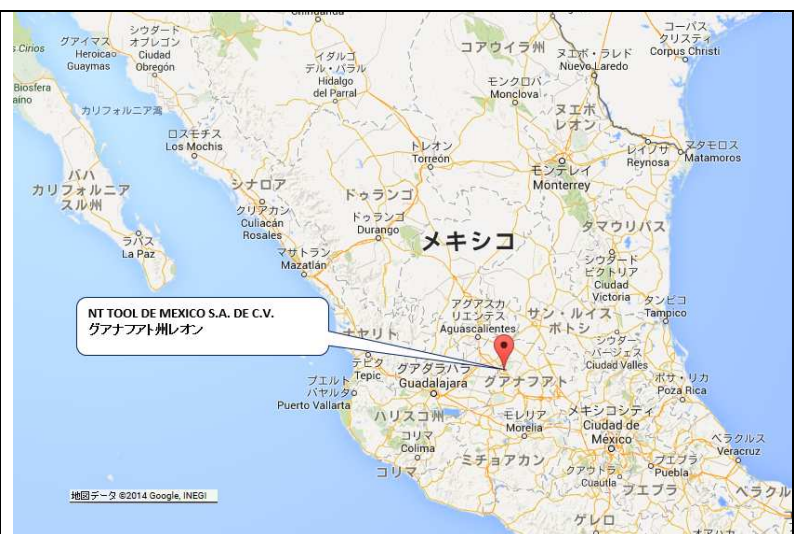 Chihuahua
コーパス
クリスティ
Corpus Christi
シウダード
オブレゴン
Ciudad
Obregón
グアイマス
Heroica
Guaymas
s Cirios
Biosfera
aíno
イダルゴ
デル・パラル
Hidalgo
del Parral
コアウイラ州
ヌエボ・ラレド
Nuevo Laredo
モンクロバ
Monclova
ヌエボ
レオン
カリフォルニア湾
ロスモチス
Los Mochis
トレオン
Torreón
モンテレイ
Monterrey
レイノサ
Reynosa
マタモロス
Matamoros
バハ
カリフォルニア
スル州
シナロア
クリアカン
Culiacán
Rosales
ドゥランゴ
ドゥランゴ
Durango
メキシコ
タマウリパス
ラパス
La Paz
マサトラン
Mazatlán
シウダード
ビクトリア
Ciudad
Victoria
NT TOOL DE MEXICO S.A. DE C.V.
グアナファト州レオン
アグアスカ
リエンテス
Aguascalientes
サン・ルイス
ポトシ
タンピコ
Tampico
ナヤリト
シウダー
バージェス
Ciudad Valles
テピク
Tepic
グアダラハラ
Guadalajara
グアナファト
プエルト
バヤルタ
Puerto Vallarta
ポサ・リカ
Poza Rica
ハリスコ州
モレリア
Morelia
メキシコシティ
Ciudad de
México
コリマ
Colima
コリマ
ミチョアカン
クアウトラ
Cuautla
プエブラ
Puebla
プエブラ
ベラクルス
Veracruz
ベラクル
ゲレロ
オアハカ
地図データ ©2014 Google, INEGI